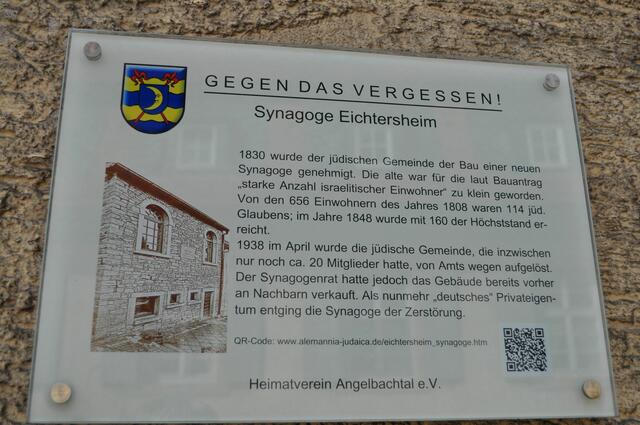 GEGEN DAS VERGESSEN!
Synagoge Eichtersheim
1830 wurde der jüdischen Gemeinde der Bau einer neuen
Synagoge genehmigt. Die alte war für die laut Bauantrag
„starke Anzahl israelitischer Einwohner" zu klein geworden.
Von den 656 Einwohnern des Jahres 1808 waren 114 jüd.
Glaubens; im Jahre 1848 wurde mit 160 der Höchststand er-
reicht.
1938 im April wurde die jüdische Gemeinde, die inzwischen
nur noch ca. 20 Mitglieder hatte, von Amts wegen aufgelöst.
Der Synagogenrat hatte jedoch das Gebäude bereits vorher
an Nachbarn verkauft. Als nunmehr „deutsches" Privateigen-
tum entging die Synagoge der Zerstörung.
QR-Code: www.alemannia-judaica.de/eichtersheim_synagoge.htm
Heimatverein Angelbachtal e.V.